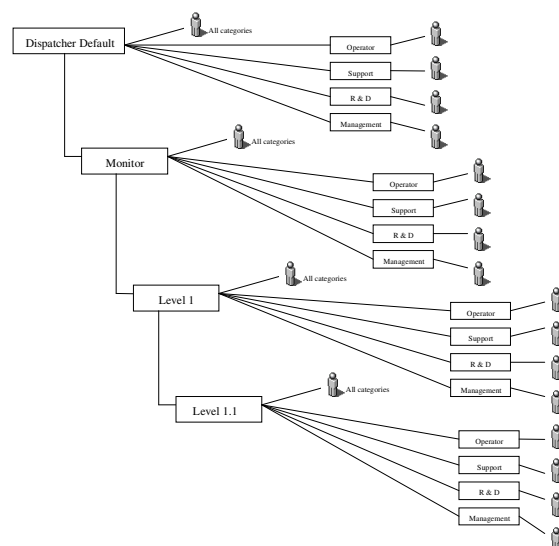 All categories
Dispatcher Default
Operator
Support
R & D
Management
All categories
Monitor
Operator
Support
R & D
Management
All categories
Level 1
Operator
Support
R & D
Management
All categories
Level 1.1
Operator
Support
R & D
Management